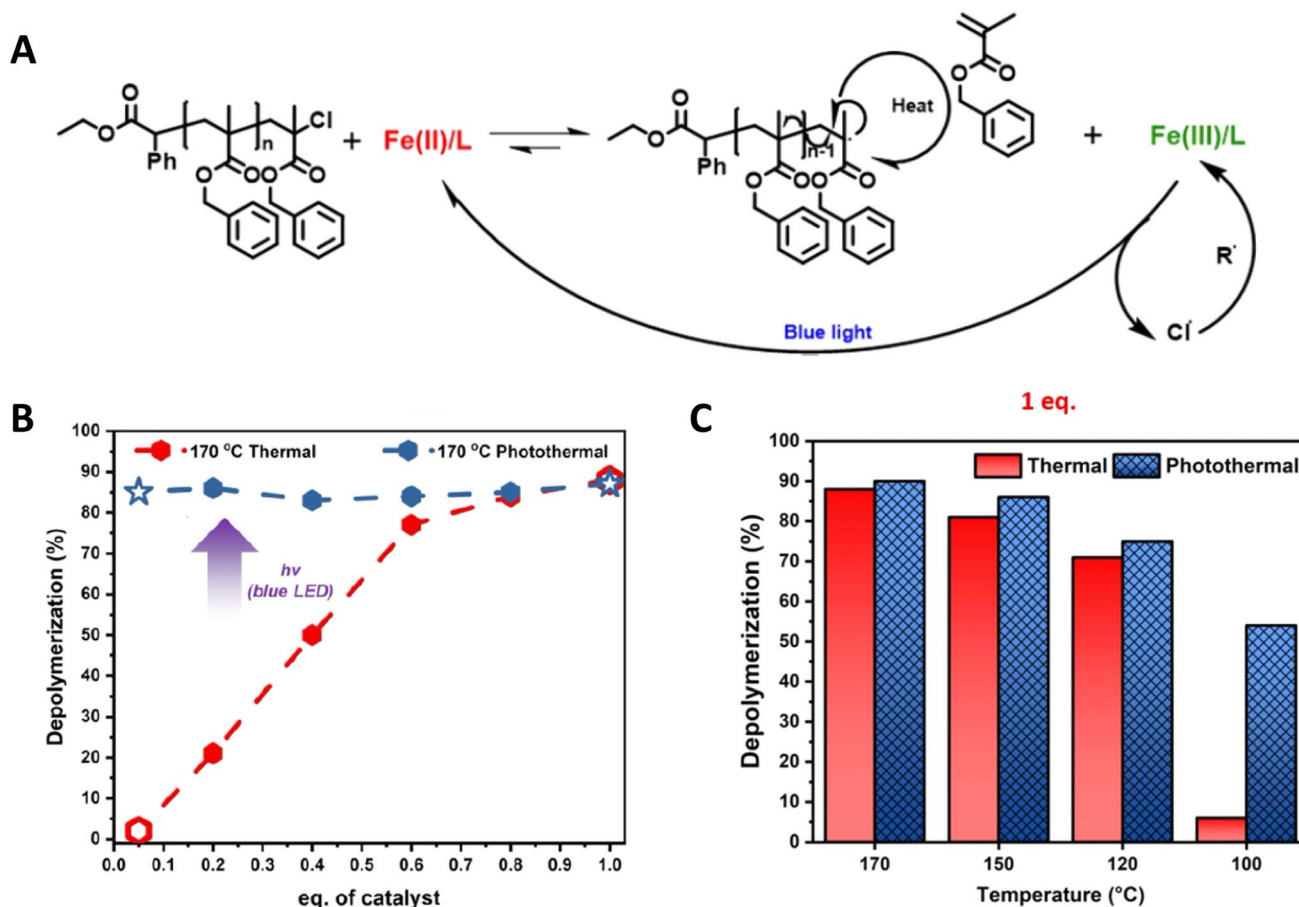 A
O
O
Ph
n
Cl
O
O
O
O
+
Fe(II)/L
O
O
Ph
n-1
O
O
O
O
Heat
O
O
+
Fe(III)/L
R·
Cl·
Blue light
B
170 °C Thermal
170 °C Photothermal
hν
(blue LED)
Depolymerization (%)
100
90
80
70
60
50
40
30
20
10
0
0.0 0.1 0.2 0.3 0.4 0.5 0.6 0.7 0.8 0.9 1.0
eq. of catalyst
C
1 eq.
Thermal Photothermal
Depolymerization (%)
100
90
80
70
60
50
40
30
20
10
0
170 150 120 100
Temperature (°C)